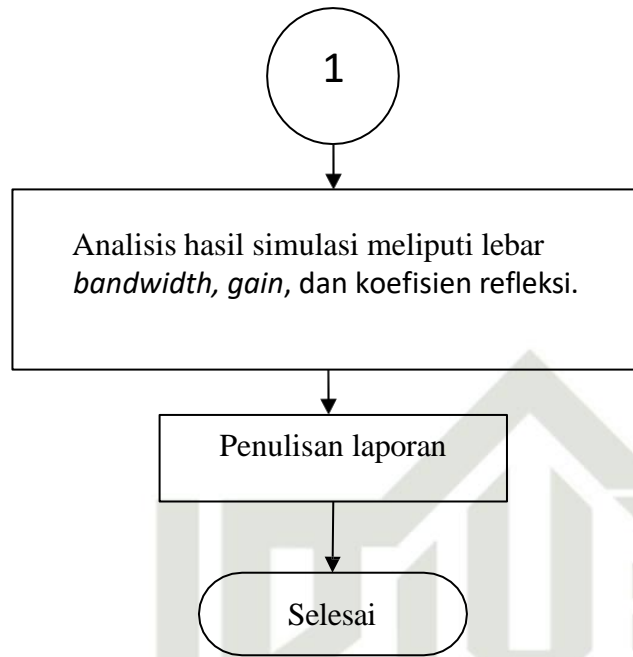 1
Analisis hasil simulasi meliputi lebar
bandwidth, gain, dan koefisien refleksi.
Penulisan laporan
Selesai